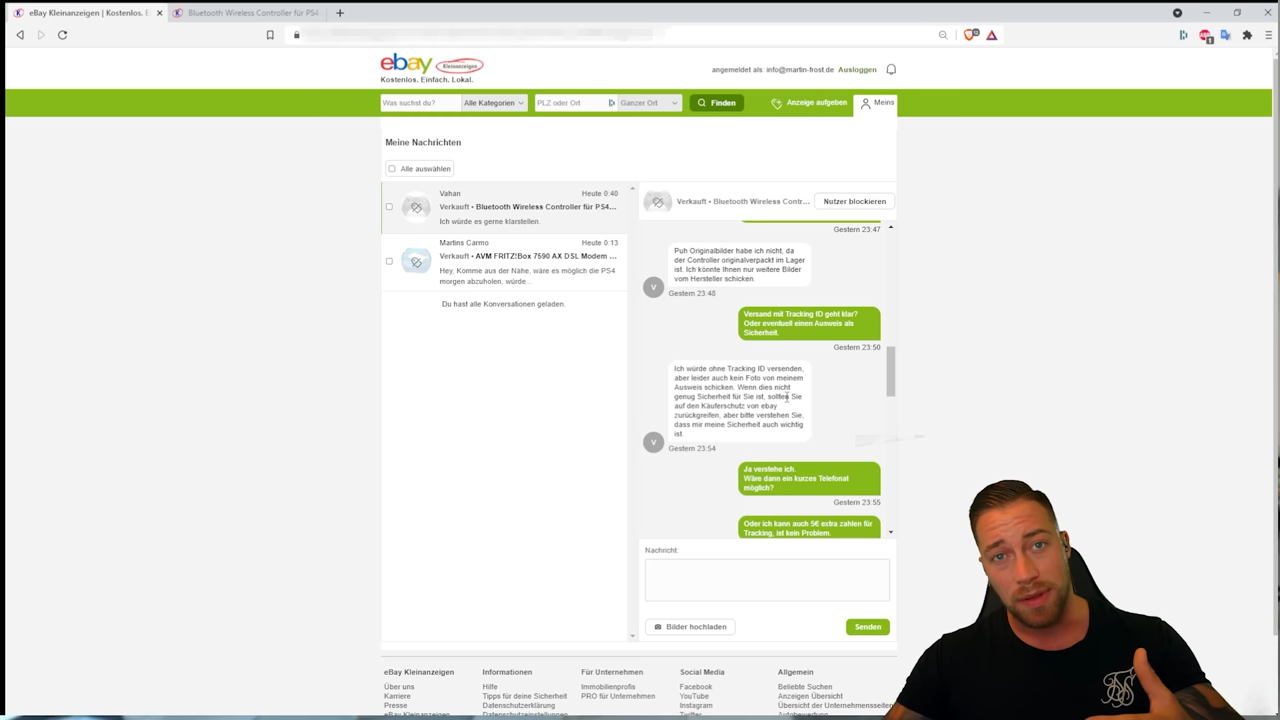 eBay Kleinanzeigen | Kostenlos. E
Bluetooth Wireless Controller für PS4
ebay Kleinanzeigen
Kostenlos. Einfach. Lokal.
angemeldet als: info@martin-frost.de Ausloggen
Was suchst du?
Alle Kategorien
PLZ oder Ort
Ganzer Ort
Finden
Anzeige aufgeben
Meins
Meine Nachrichten
Alle auswählen
Vahan
Heute 0:40
Verkauft • Bluetooth Wireless Controller für PS4...
Ich würde es gerne klarstellen.
Martins Carmo
Heute 0:13
Verkauft • AVM FRITZ!Box 7590 AX DSL Modem ...
Hey, Komme aus der Nähe, wäre es möglich die PS4
morgen abzuholen, würde...
Du hast alle Konversationen geladen.
Verkauft • Bluetooth Wireless Contr...
Nutzer blockieren
Gestern 23:47
Puh Originalbilder habe ich nicht, da
der Controller originalverpackt im Lager
ist. Ich könnte Ihnen nur weitere Bilder
vom Hersteller schicken.
V
Gestern 23:48
Versand mit Tracking ID geht klar?
Oder eventuell einen Ausweis als
Sicherheit.
Gestern 23:50
Ich würde ohne Tracking ID versenden,
aber leider auch kein Foto von meinem
Ausweis schicken. Wenn dies nicht
genug Sicherheit für Sie ist, sollten Sie
auf den Käuferschutz von ebay
zurückgreifen, aber bitte verstehen Sie,
dass mir meine Sicherheit auch wichtig
ist.
V
Gestern 23:54
Ja verstehe ich.
Wäre dann ein kurzes Telefonat
möglich?
Gestern 23:55
Oder ich kann auch 5€ extra zahlen für
Tracking, ist kein Problem.
Nachricht:
Bilder hochladen
Senden
eBay Kleinanzeigen
Über uns
Karriere
Presse
eBay Kleinanzeigen
Informationen
Hilfe
Tipps für deine Sicherheit
Datenschutzerklärung
Datenschutzeinstellungen
Für Unternehmen
Immobilienprofis
PRO für Unternehmen
Social Media
Facebook
YouTube
Instagram
Twitter
Allgemein
Beliebte Suchen
Anzeigen Übersicht
Übersicht der Unternehmensseiten
Autobewertung